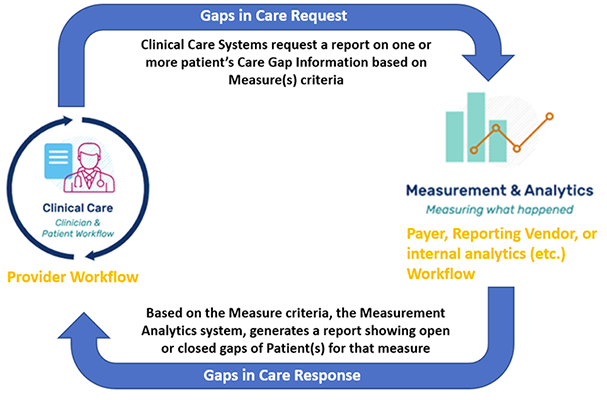 Gaps in Care Request
Clinical Care Systems request a report on one or
more patient's Care Gap Information based on
Measure(s) criteria
Clinical Care
Clinician &
Patient Workflow
Provider Workflow
Measurement & Analytics
Measuring what happened
Payer, Reporting Vendor, or
internal analytics (etc.)
Workflow
Based on the Measure criteria, the Measurement
Analytics system, generates a report showing open
or closed gaps of Patient(s) for that measure
Gaps in Care Response